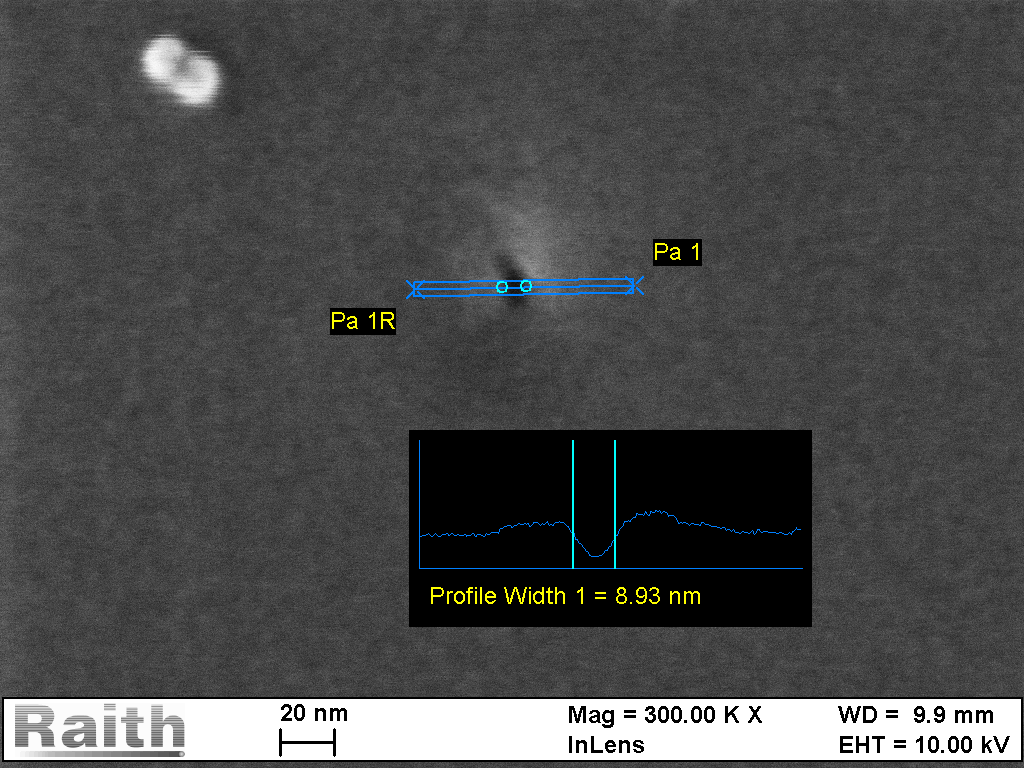 Pa 1
Pa 1R
Profile Width 1 = 8.93 nm
Raith
20 nm
Mag = 300.00 K X
WD = 9.9 mm
InLens
EHT = 10.00 kV